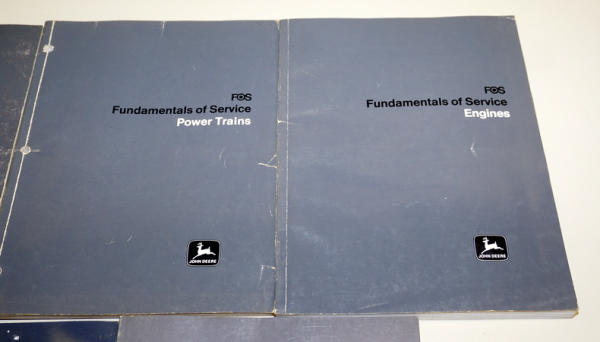 FOS
Fundamentals of Service
Power Trains
JOHN DEERE
FOS
Fundamentals of Service
Engines
JOHN DEERE